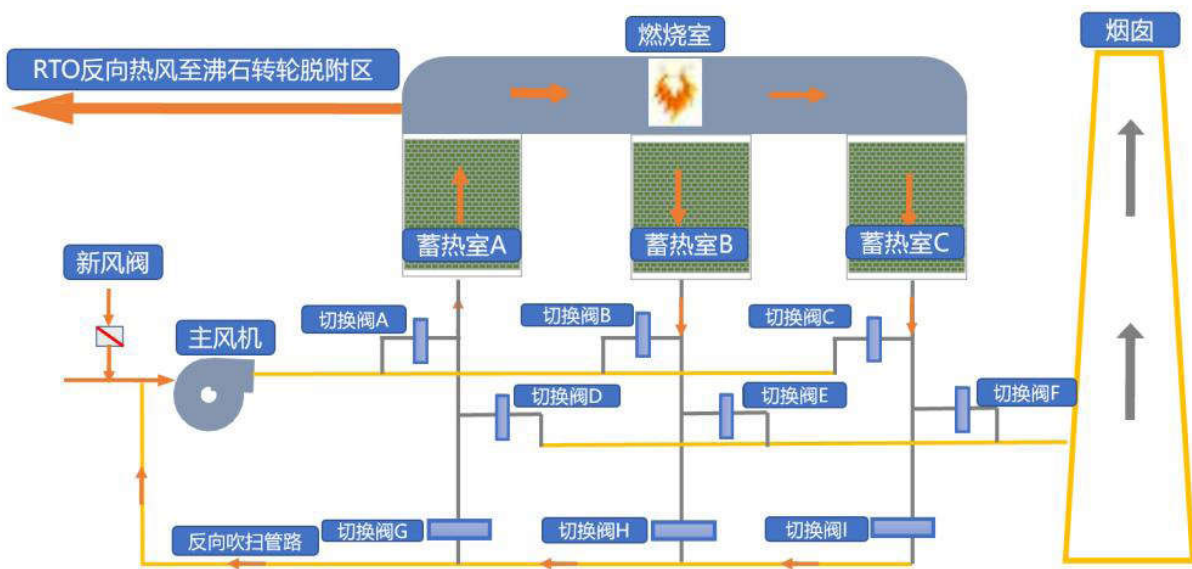 燃烧室
烟囱
RTO反向热风至沸石转轮脱附区
蓄热室A
蓄热室B
蓄热室C
新风阀
切换阀A
切换阀B
切换阀C
主风机
切换阀D
切换阀E
切换阀F
反向吹扫管路
切换阀G
切换阀H
切换阀I